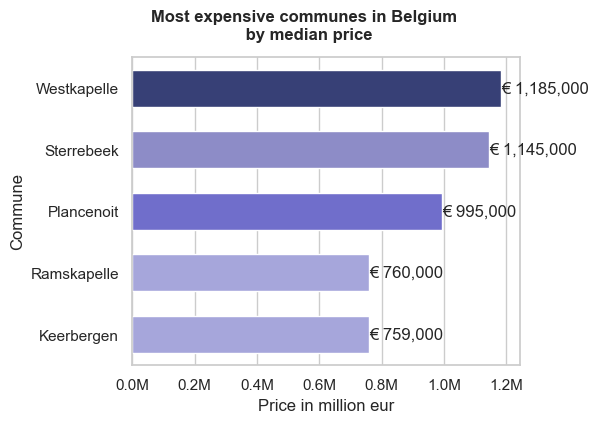 Most expensive communes in Belgium
by median price
Commune
Westkapelle
€ 1,185,000
Sterrebeek
€ 1,145,000
Plancenoit
€ 995,000
Ramskapelle
€ 760,000
Keerbergen
€ 759,000
0.0M 0.2M 0.4M 0.6M 0.8M 1.0M 1.2M
Price in million eur